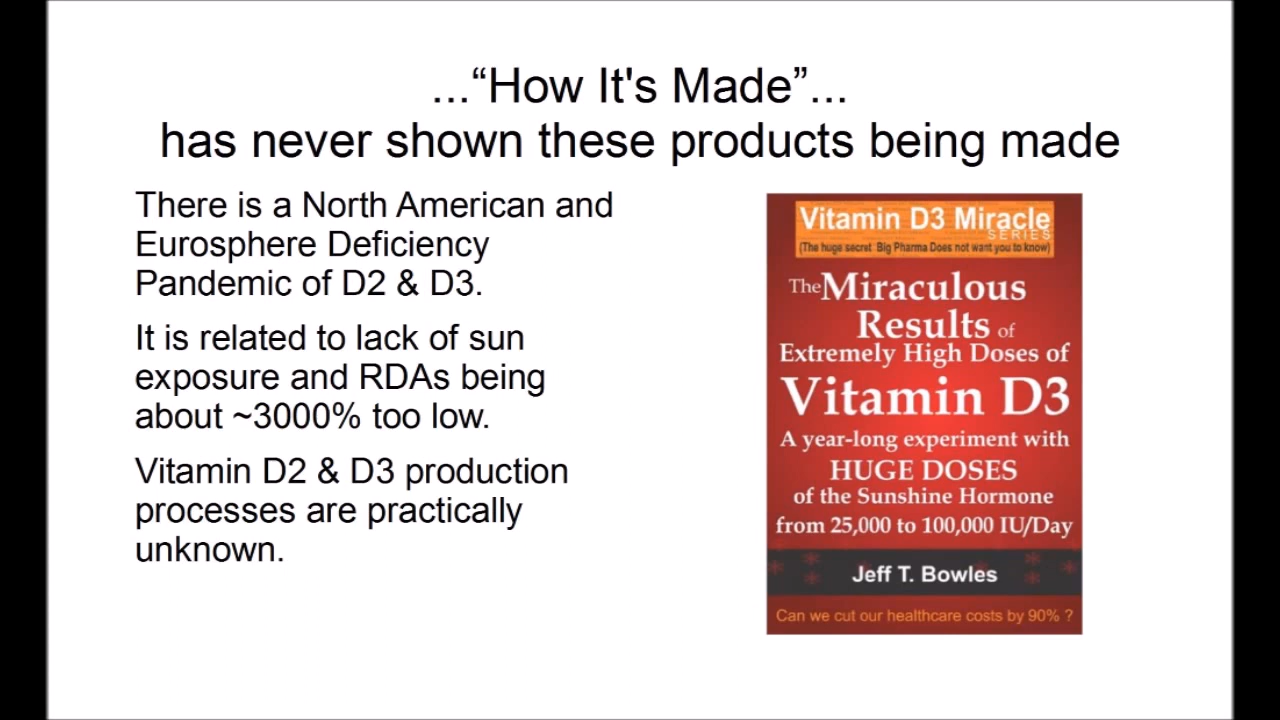 ..."How It's Made”...
has never shown these products being made
There is a North American and
Eurosphere Deficiency
Pandemic of D2 & D3.
It is related to lack of sun
exposure and RDAs being
about ~3000% too low.
Vitamin D2 & D3 production
processes are practically
unknown.
Vitamin D3 Miracle
SERIES
(The huge secret Big Pharma Does not want you to know)
The Miraculous
Results of
Extremely High Doses of
Vitamin D3
A year-long experiment with
HUGE DOSES
of the Sunshine Hormone
from 25,000 to 100,000 IU/Day
Jeff T. Bowles
Can we cut our healthcare costs by 90% ?